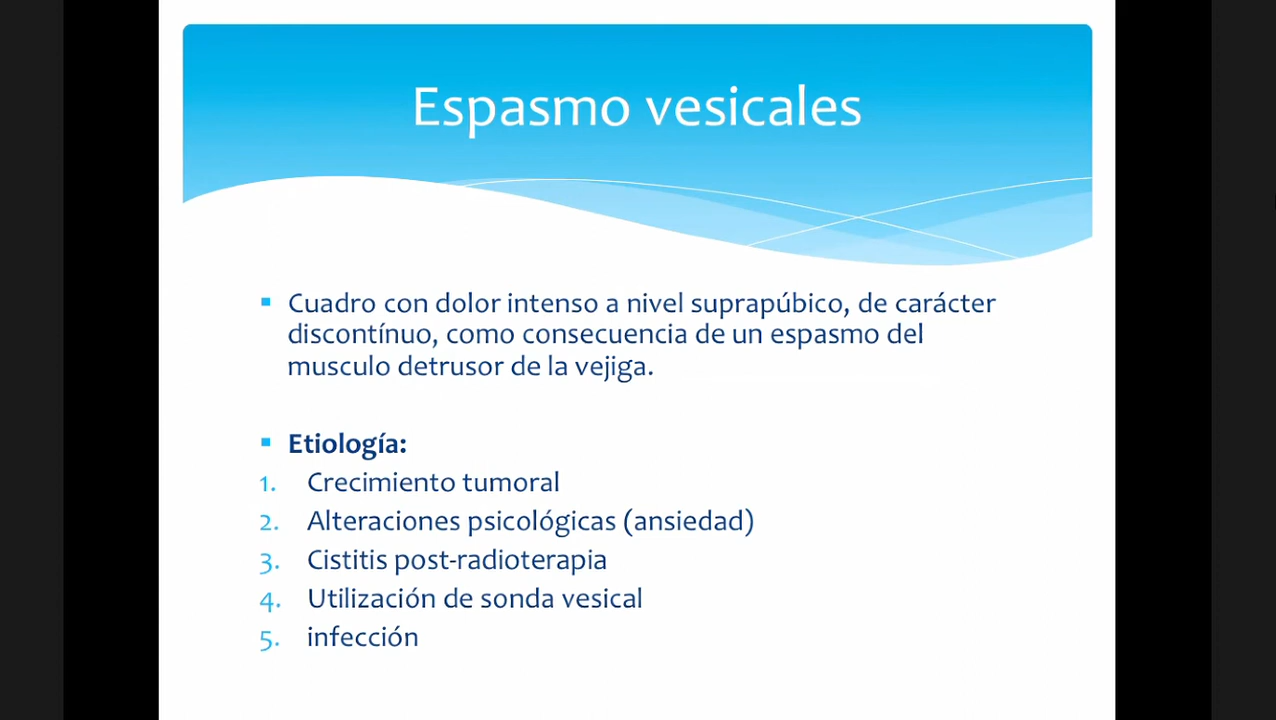 Espasmo vesicales
▪ Cuadro con dolor intenso a nivel suprapúbico, de carácter
discontínuo, como consecuencia de un espasmo del
musculo detrusor de la vejiga.
▪ Etiología:
1. Crecimiento tumoral
2. Alteraciones psicológicas (ansiedad)
3. Cistitis post-radioterapia
4. Utilización de sonda vesical
5. infección